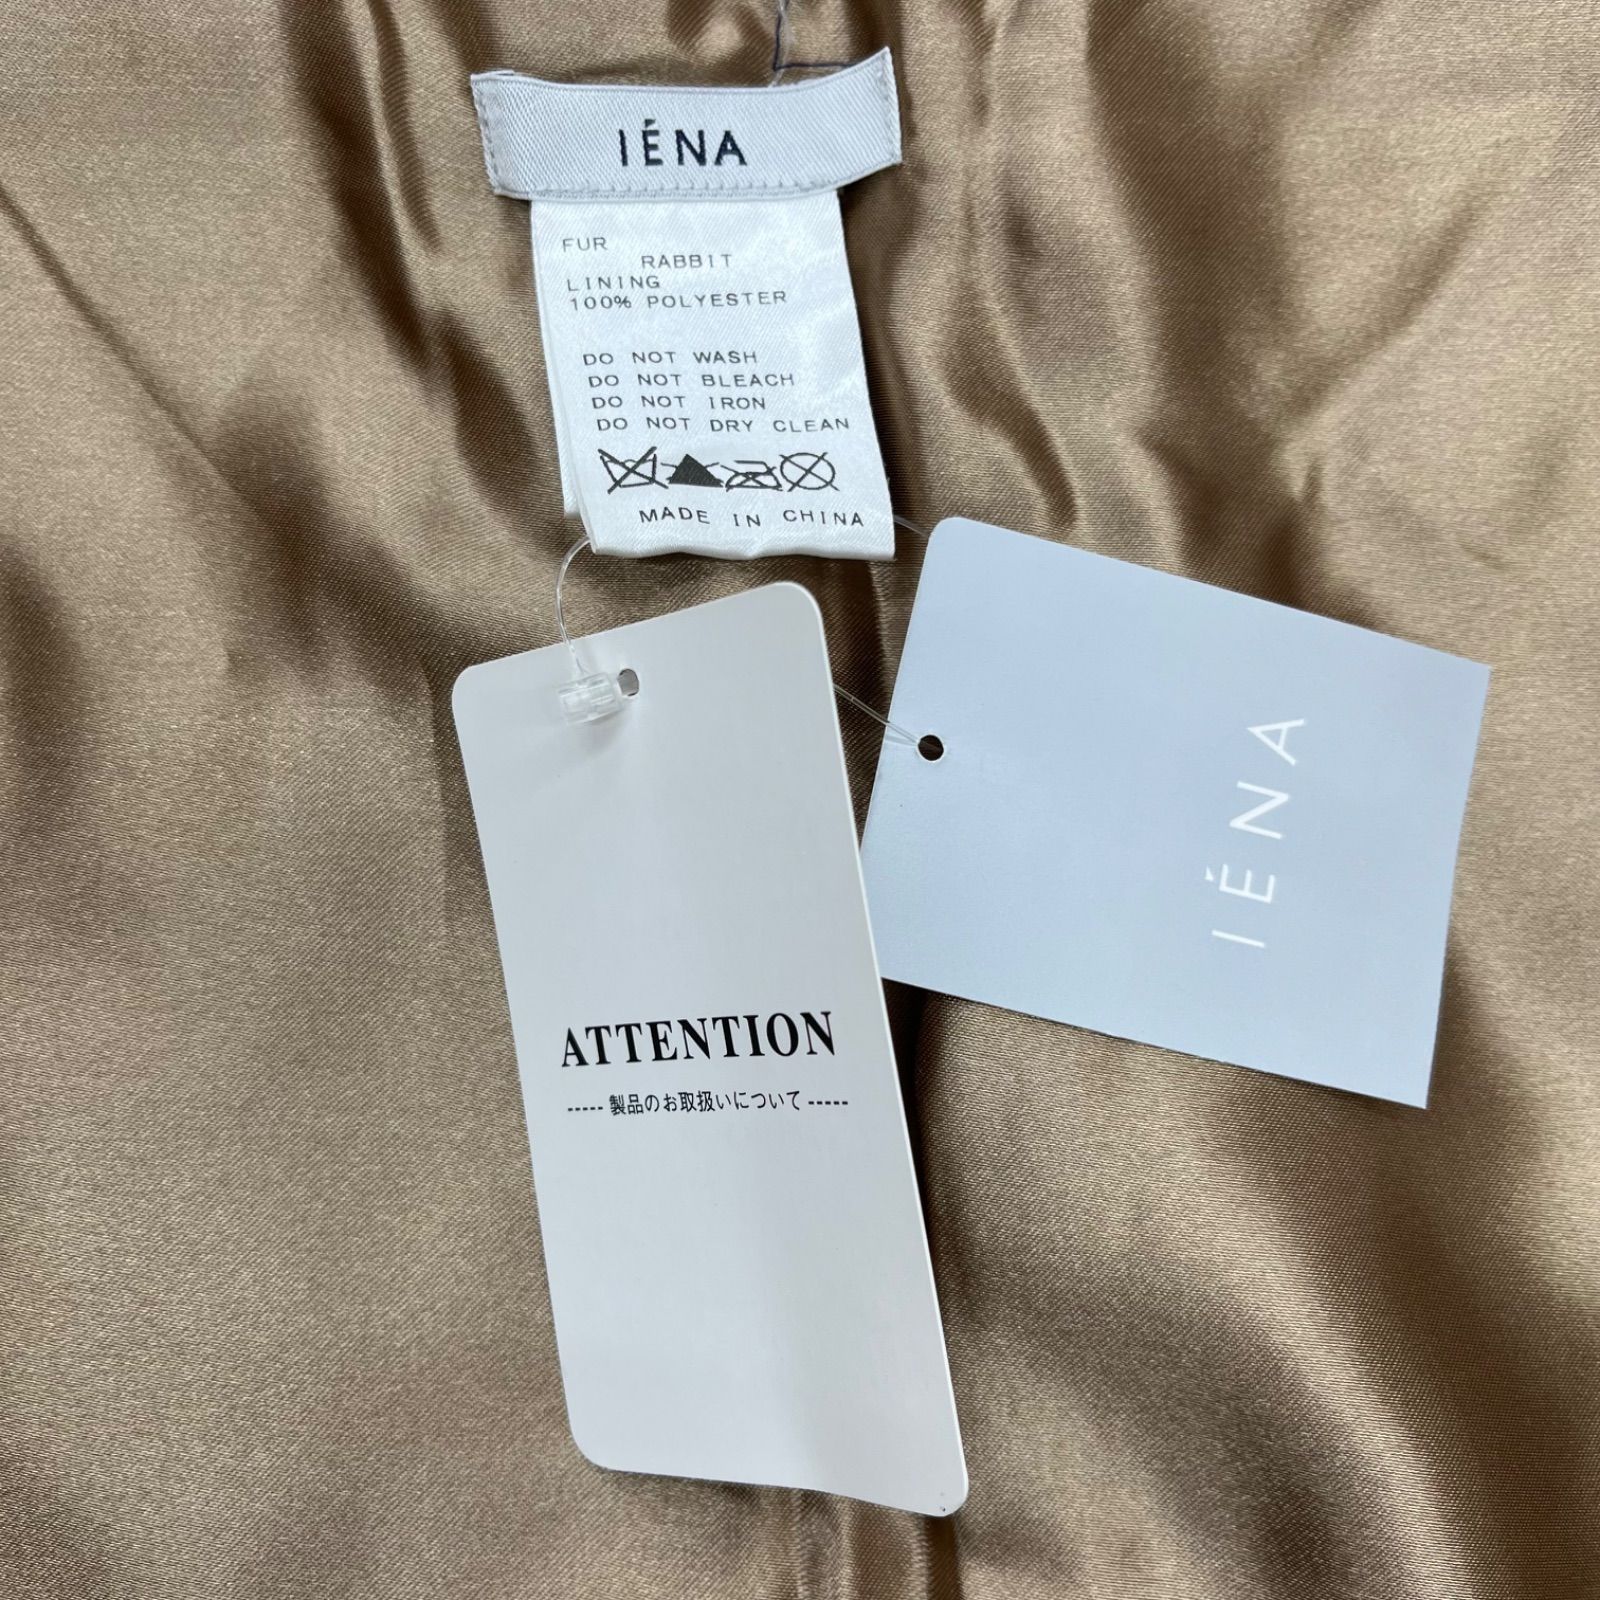 IÉNA
FUR
RABBIT
LINING
100% POLYESTER
DO NOT WASH
DO NOT BLEACH
DO NOT IRON
DO NOT DRY CLEAN
MADE IN CHINA
IÉNA
ATTENTION
----- 製品のお取扱いについて -----